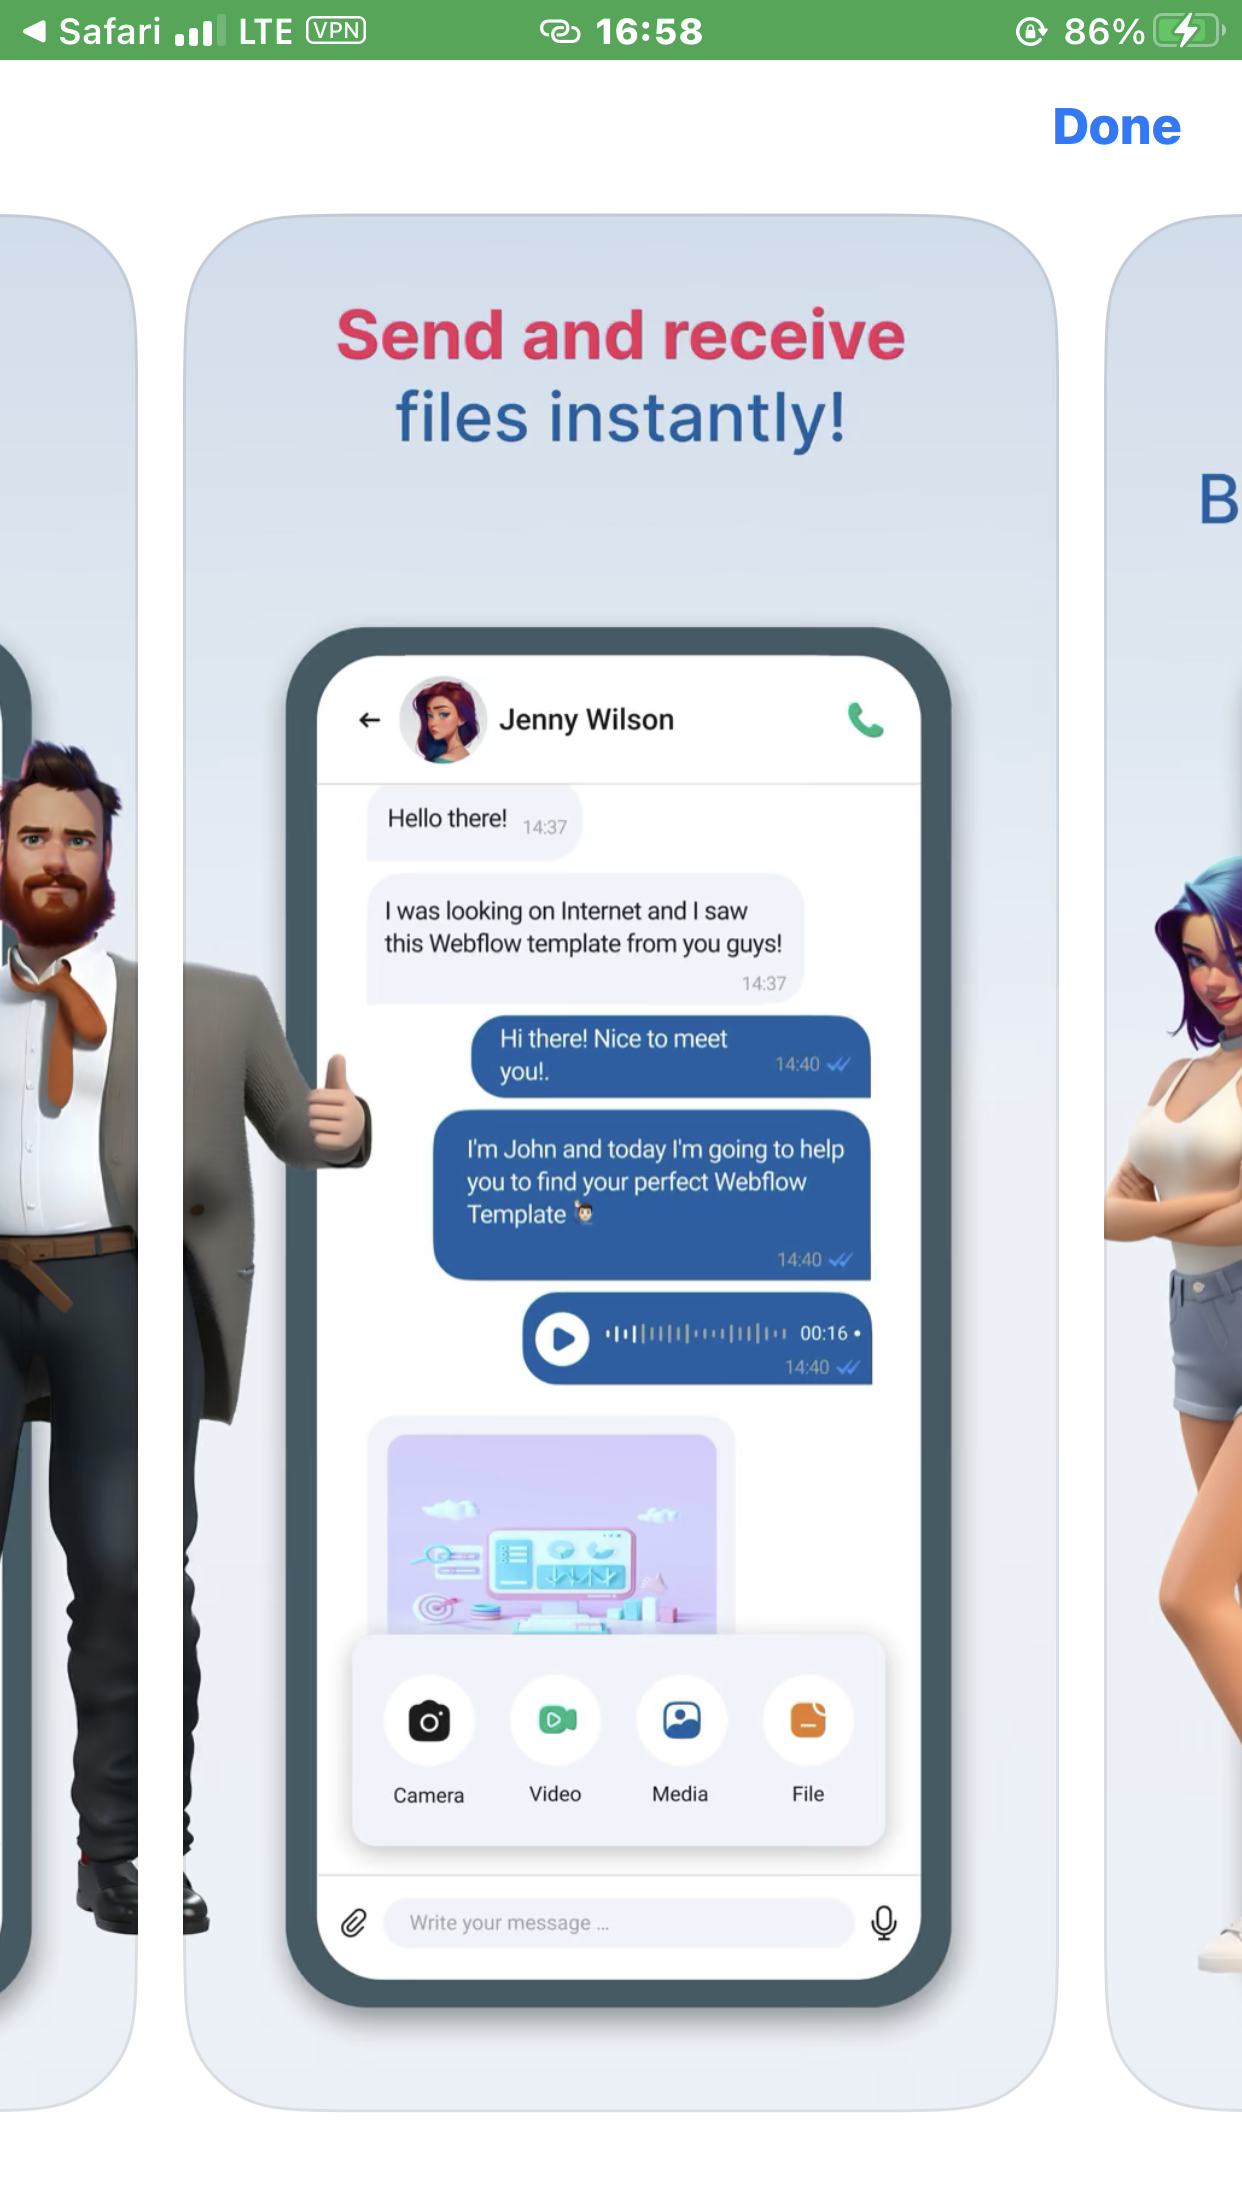 Safari LTE VPN 16:58 86%
Done
Send and receive
files instantly!
B
Jenny Wilson
Hello there! 14:37
I was looking on Internet and I saw
this Webflow template from you guys!
14:37
Hi there! Nice to meet
you!. 14:40
I'm John and today I'm going to help
you to find your perfect Webflow
Template 🙋🏻‍♂️
14:40
00:16
14:40
Camera Video Media File
Write your message ...